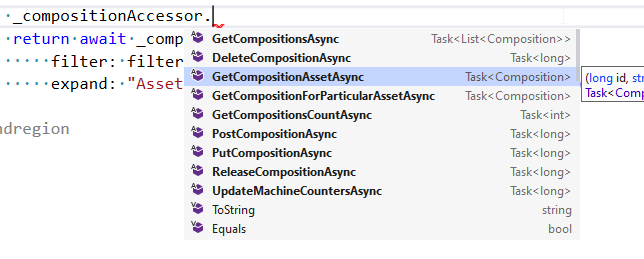 _compositionAccessor.
return await _comp
filter: filter
expand: "Asset
ndregion
GetCompositionsAsync Task<List<Composition>>
DeleteCompositionAsync Task<long>
GetCompositionAssetAsync Task<Composition>
GetCompositionForParticularAssetAsync Task<Composition>
GetCompositionsCountAsync Task<int>
PostCompositionAsync Task<long>
PutCompositionAsync Task<long>
ReleaseCompositionAsync Task<long>
UpdateMachineCountersAsync Task<long>
ToString string
Equals bool
(long id, str
Task<Comp